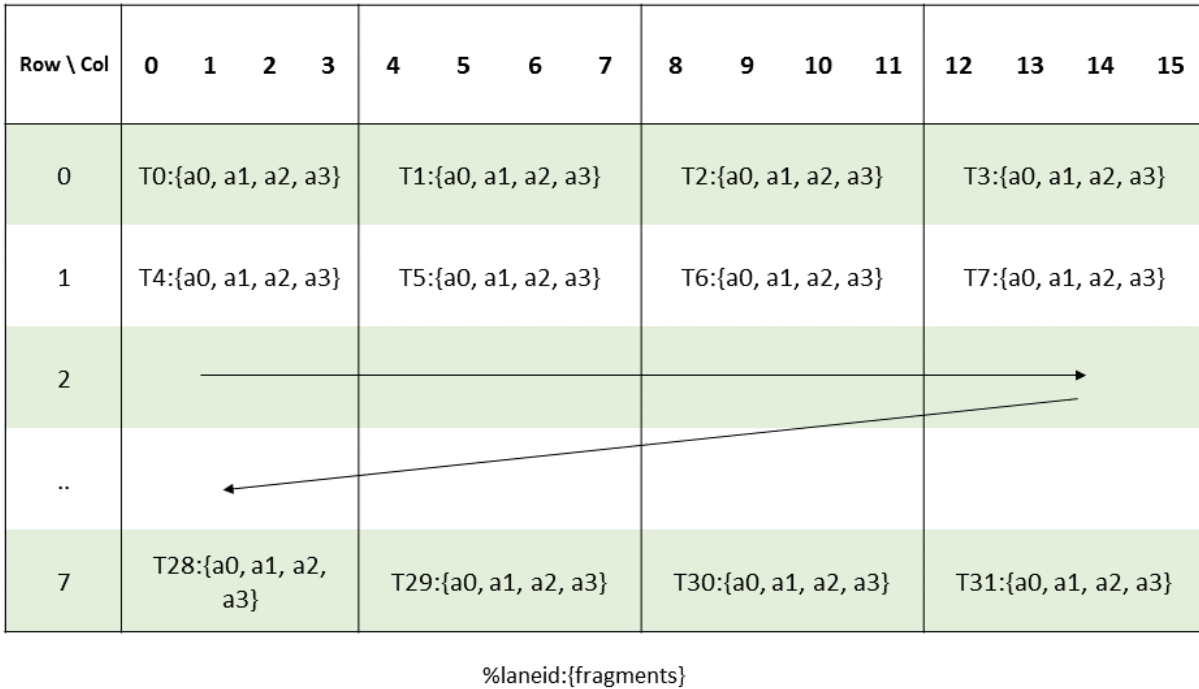 Row \ Col 0 1 2 3 4 5 6 7 8 9 10 11 12 13 14 15
0 T0:{a0, a1, a2, a3} T1:{a0, a1, a2, a3} T2:{a0, a1, a2, a3} T3:{a0, a1, a2, a3}
1 T4:{a0, a1, a2, a3} T5:{a0, a1, a2, a3} T6:{a0, a1, a2, a3} T7:{a0, a1, a2, a3}
2
..
7 T28:{a0, a1, a2, a3} T29:{a0, a1, a2, a3} T30:{a0, a1, a2, a3} T31:{a0, a1, a2, a3}
%laneid:{fragments}